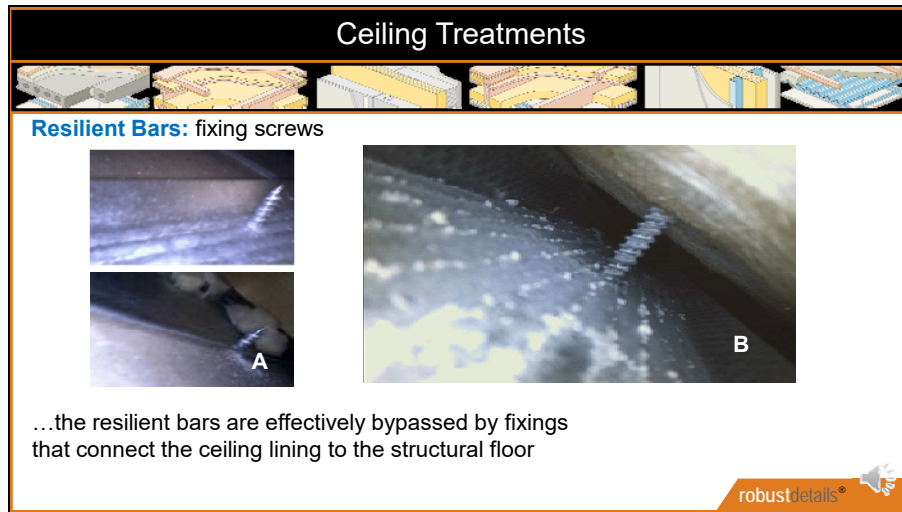 Ceiling Treatments
Resilient Bars: fixing screws
A
B
…the resilient bars are effectively bypassed by fixings
that connect the ceiling lining to the structural floor
robustdetails®